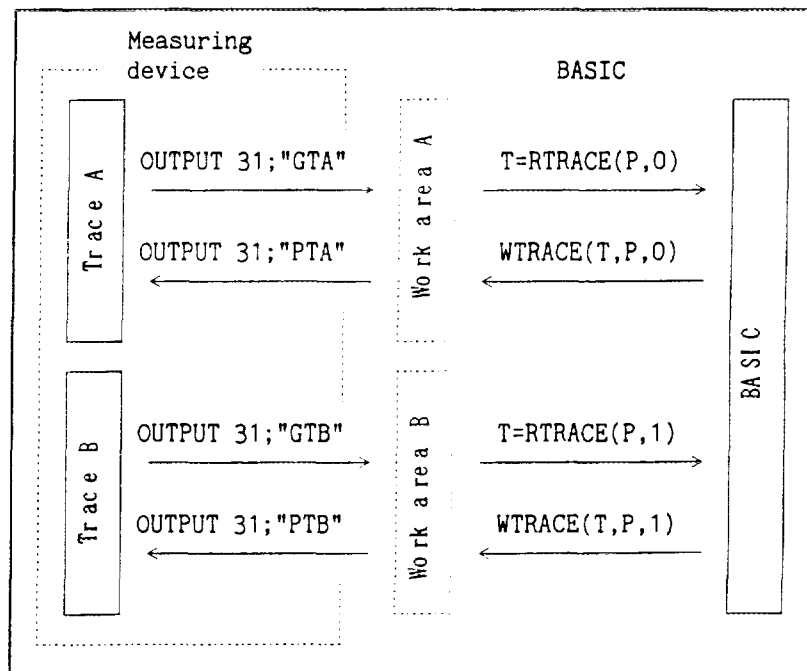 Measuring
device
BASIC
Trace A
OUTPUT 31;"GTA"
OUTPUT 31;"PTA"
Work area A
T=RTRACE(P,0)
WTRACE(T,P,0)
BASIC
Trace B
OUTPUT 31;"GTB"
OUTPUT 31;"PTB"
Work area B
T=RTRACE(P,1)
WTRACE(T,P,1)